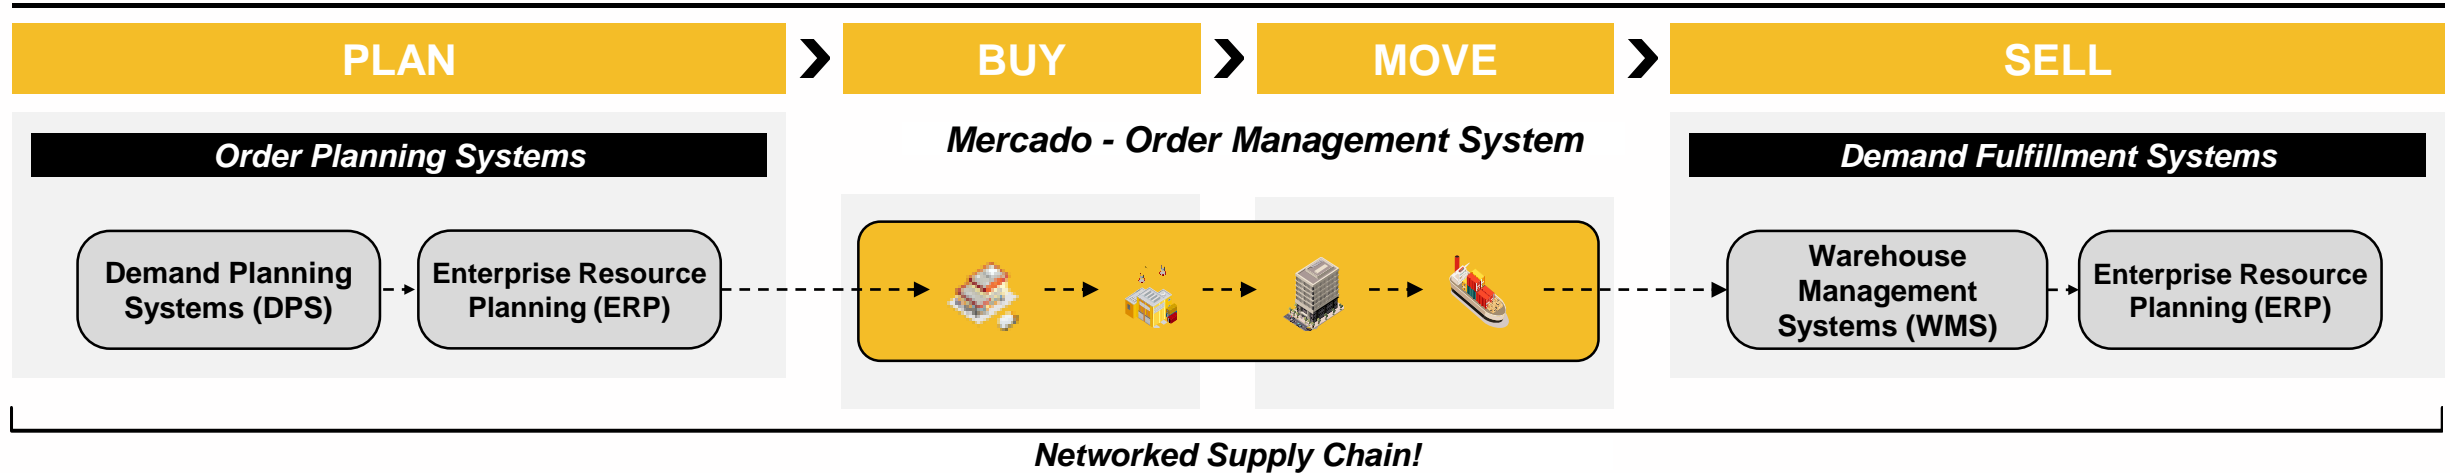 PLAN
BUY
MOVE
SELL
Order Planning Systems
Mercado - Order Management System
Demand Fulfillment Systems
Demand Planning
Systems (DPS)
Enterprise Resource
Planning (ERP)
Warehouse
Management
Systems (WMS)
Enterprise Resource
Planning (ERP)
Networked Supply Chain!